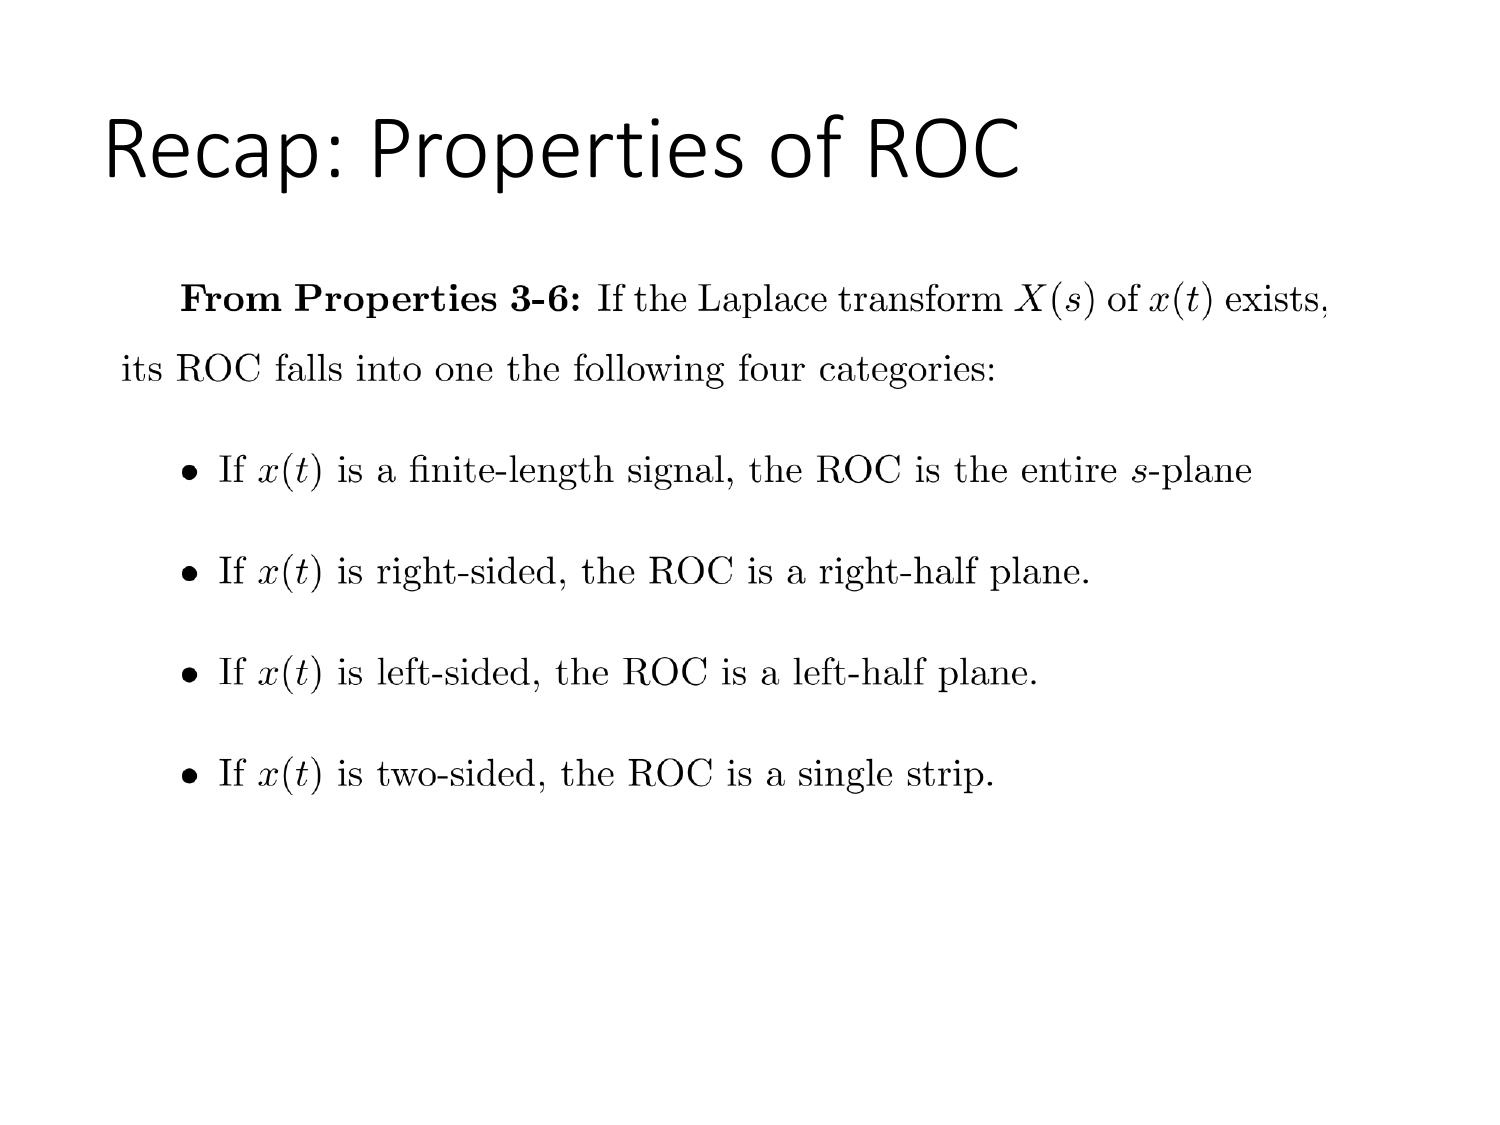 Recap: Properties of ROC
From Properties 3-6: If the Laplace transform X(s) of x(t) exists,
its ROC falls into one the following four categories:
• If x(t) is a finite-length signal, the ROC is the entire s-plane
• If x(t) is right-sided, the ROC is a right-half plane.
• If x(t) is left-sided, the ROC is a left-half plane.
• If x(t) is two-sided, the ROC is a single strip.